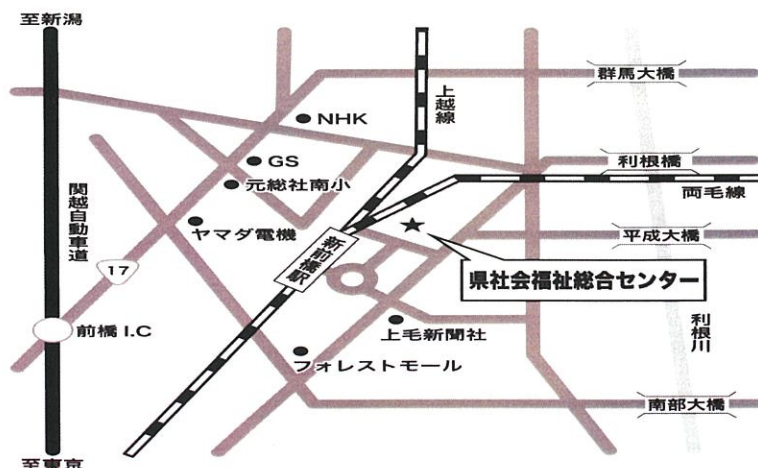 至新潟
群馬大橋
上越線
NHK
GS
利根橋
元総社南小
両毛線
関越自動車道
ヤマダ電機
新前橋駅
平成大橋
17
県社会福祉総合センター
前橋I.C
上毛新聞社
利根川
フォレストモール
南部大橋
至東京